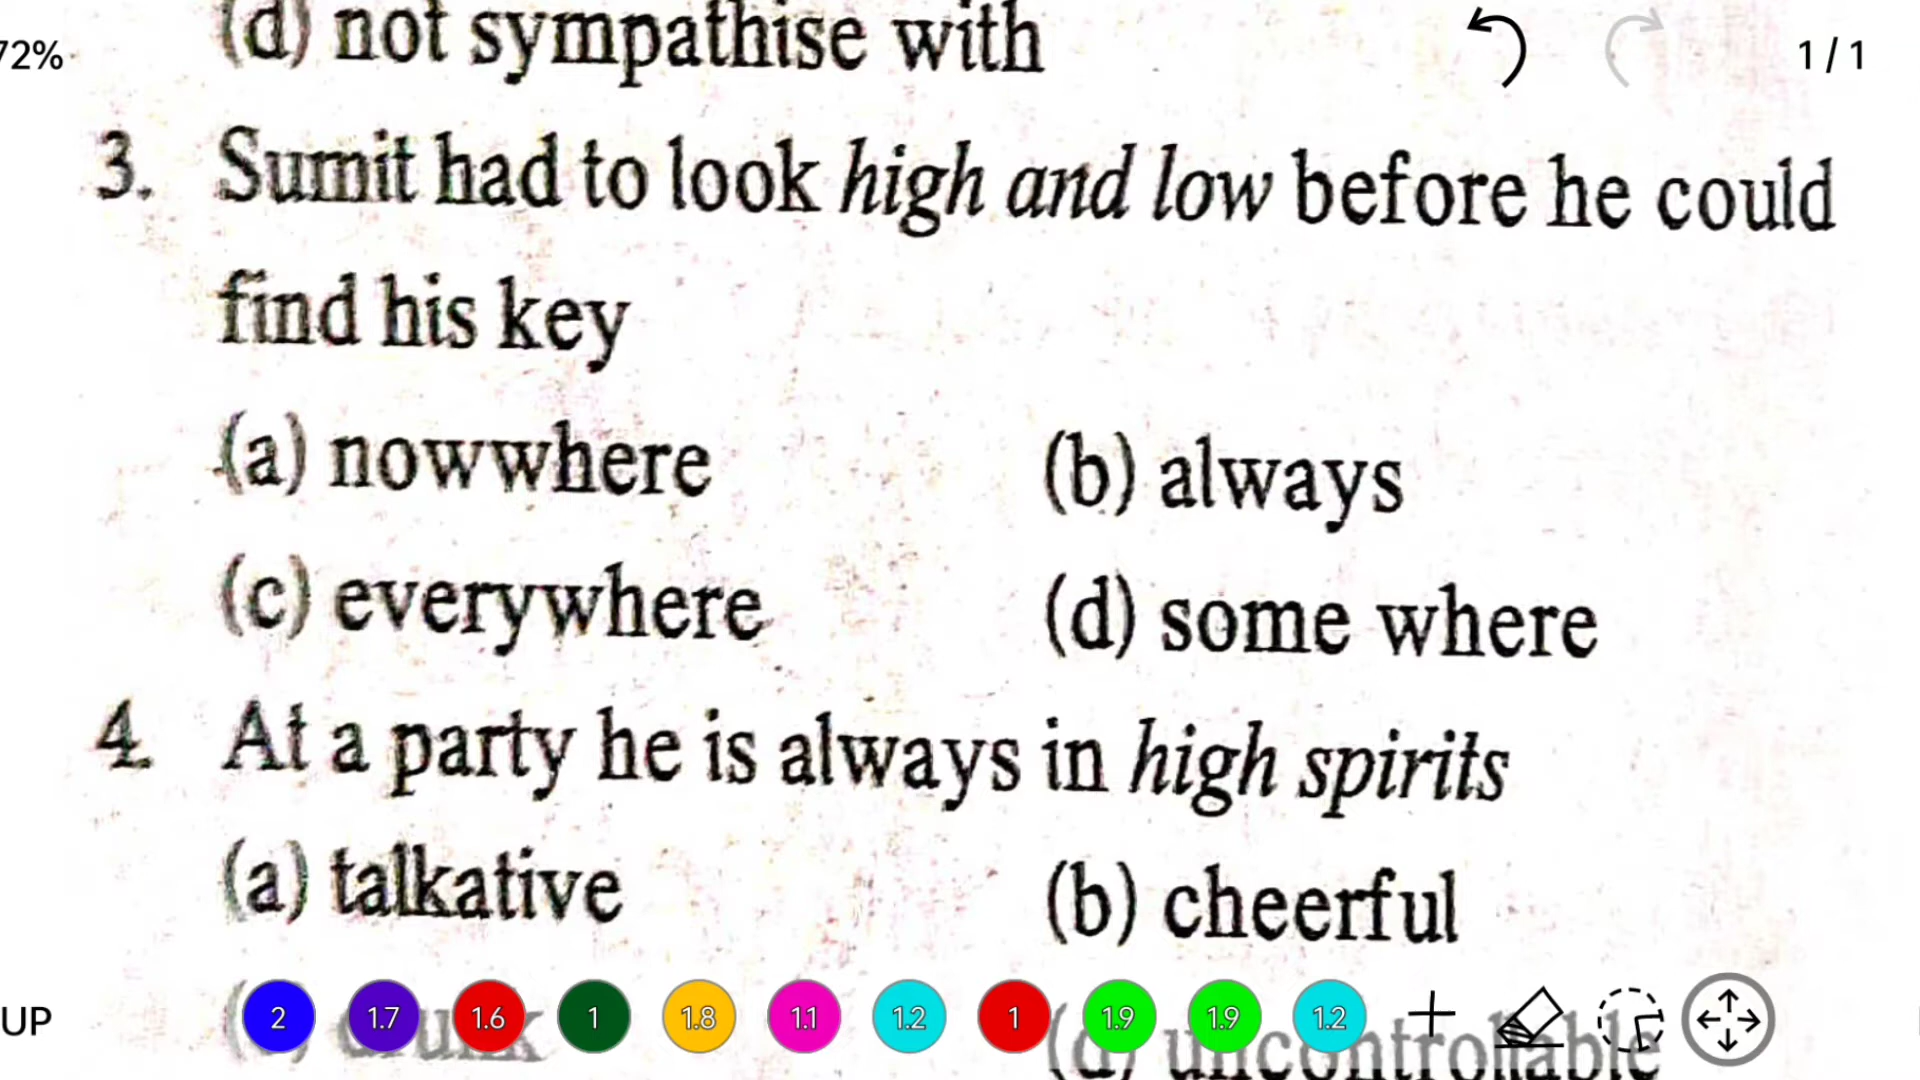 (d) not sympathise with
72%
1/1
3. Sumit had to look high and low before he could
find his key
(a) nowwhere (b) always
(c) everywhere (d) some where
4. At a party he is always in high spirits
(a) talkative (b) cheerful
(c) drunk (d) uncontrollable
UP 2 1.7 1.6 1 1.8 1.1 1.2 1 1.9 1.9 1.2